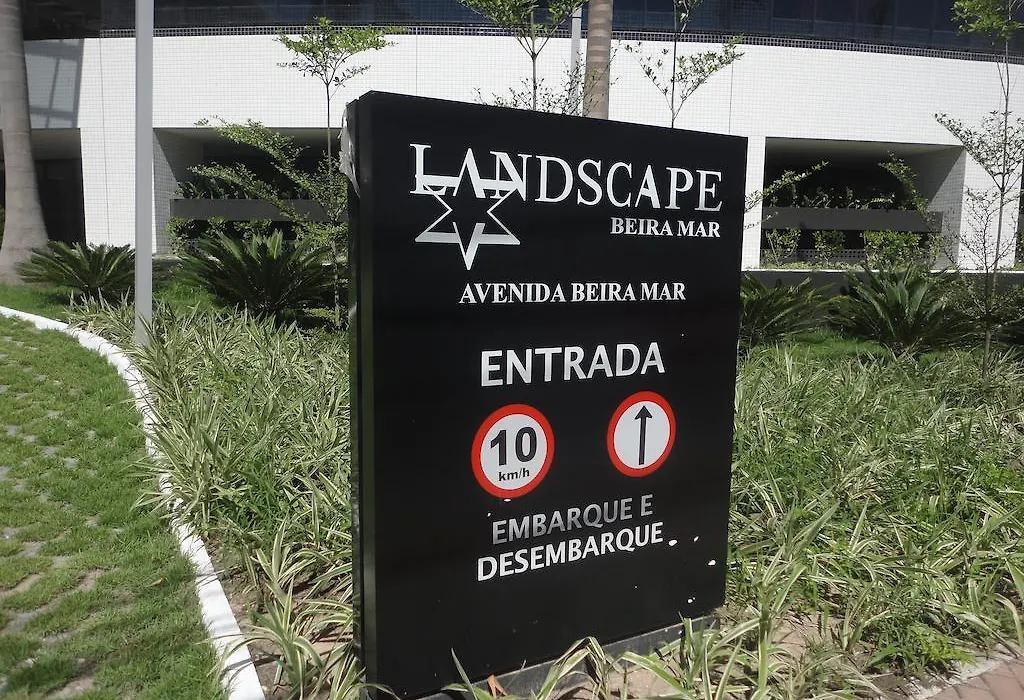 LANDSCAPE
BEIRA MAR
AVENIDA BEIRA MAR
ENTRADA
10
km/h
EMBARQUE E
DESEMBARQUE